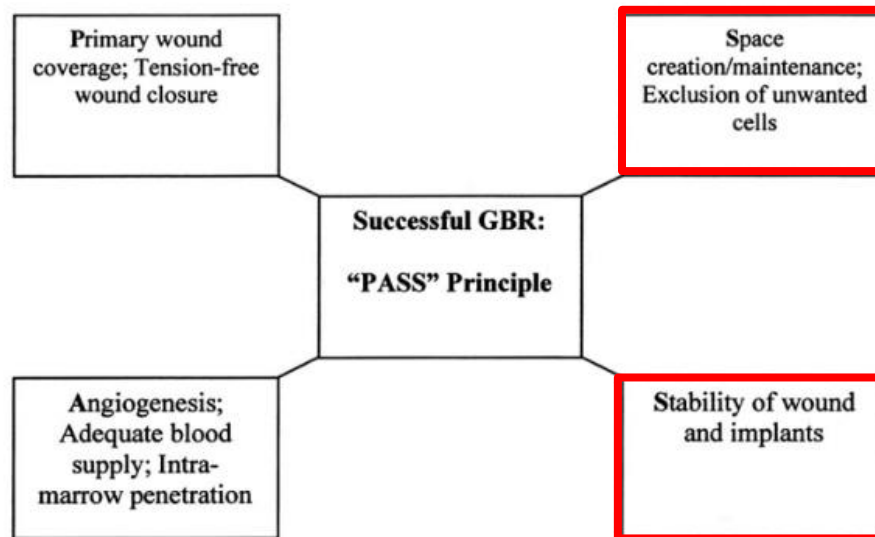 Primary wound
coverage; Tension-free
wound closure
Space
creation/maintenance;
Exclusion of unwanted
cells
Successful GBR:
“PASS” Principle
Angiogenesis;
Adequate blood
supply; Intra-
marrow penetration
Stability of wound
and implants